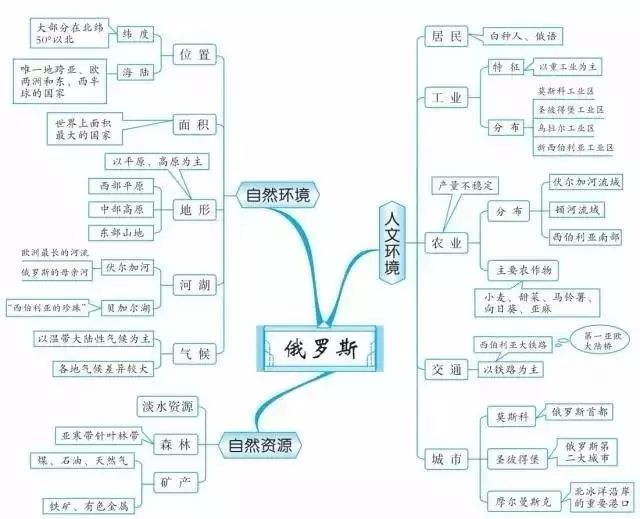 大部分在北纬
50°以北
纬度
唯一地跨亚、欧
两洲和东、西半
球的国家
海陆
位置
世界上面积
最大的国家
面积
以平原、高原为主
西部平原
中部高原
东部山地
地形
欧洲最长的河流
俄罗斯的母亲河
伏尔加河
"西伯利亚的珍珠"
贝加尔湖
河湖
以温带大陆性气候为主
各地气候差异较大
气候
自然环境
淡水资源
亚寒带针叶林带
森林
煤、石油、天然气
铁矿、有色金属
矿产
自然资源
俄罗斯
人文环境
居民
白种人、俄语
工业
特征
以重工业为主
分布
莫斯科工业区
圣彼得堡工业区
乌拉尔工业区
新西伯利亚工业区
产量不稳定
农业
分布
伏尔加河流域
顿河流域
西伯利亚南部
主要农作物
小麦、甜菜、马铃薯、
向日葵、亚麻
交通
西伯利亚大铁路
第一亚欧
大陆桥
以铁路为主
城市
莫斯科
俄罗斯首都
圣彼得堡
俄罗斯第
二大城市
摩尔曼斯克
北冰洋沿岸
的重要港口